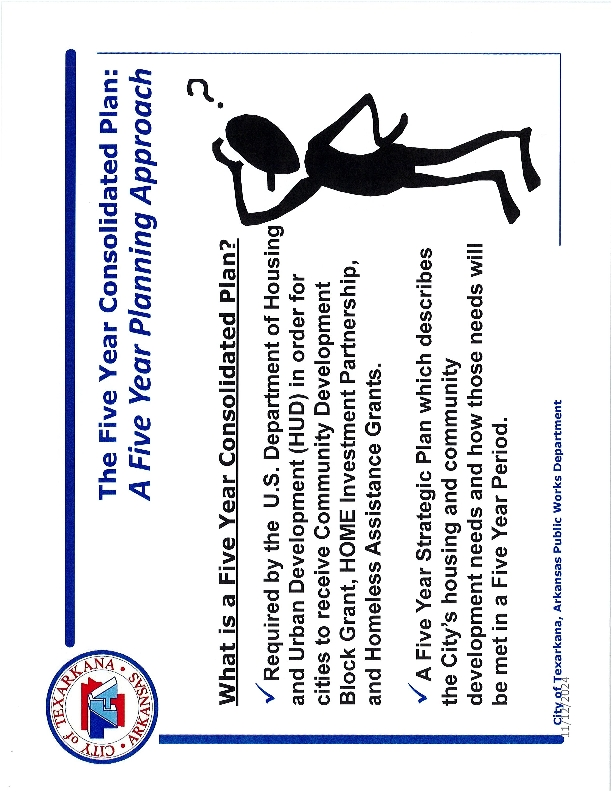 The Five Year Consolidated Plan:
A Five Year Planning Approach
CITY of TEXARKANA
ARKANSAS
?
What is a Five Year Consolidated Plan?
✓ Required by the U.S. Department of Housing
and Urban Development (HUD) in order for
cities to receive Community Development
Block Grant, HOME Investment Partnership,
and Homeless Assistance Grants.
✓ A Five Year Strategic Plan which describes
the City's housing and community
development needs and how those needs will
be met in a Five Year Period.
City of Texarkana, Arkansas Public Works Department
11/12/2024